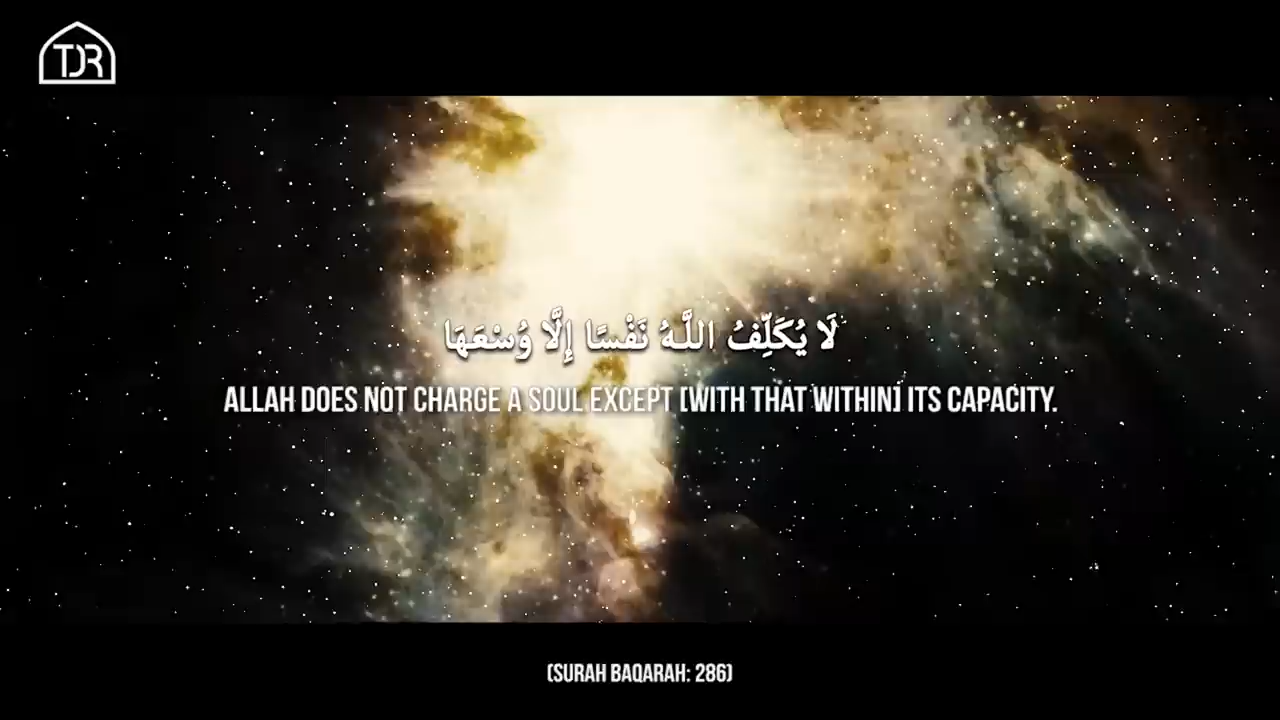 TDR
لَا يُكَلِّفُ اللَّهُ نَفْسًا إِلَّا وُسْعَهَا
ALLAH DOES NOT CHARGE A SOUL EXCEPT [WITH THAT WITHIN] ITS CAPACITY.
(SURAH BAQARAH: 286)